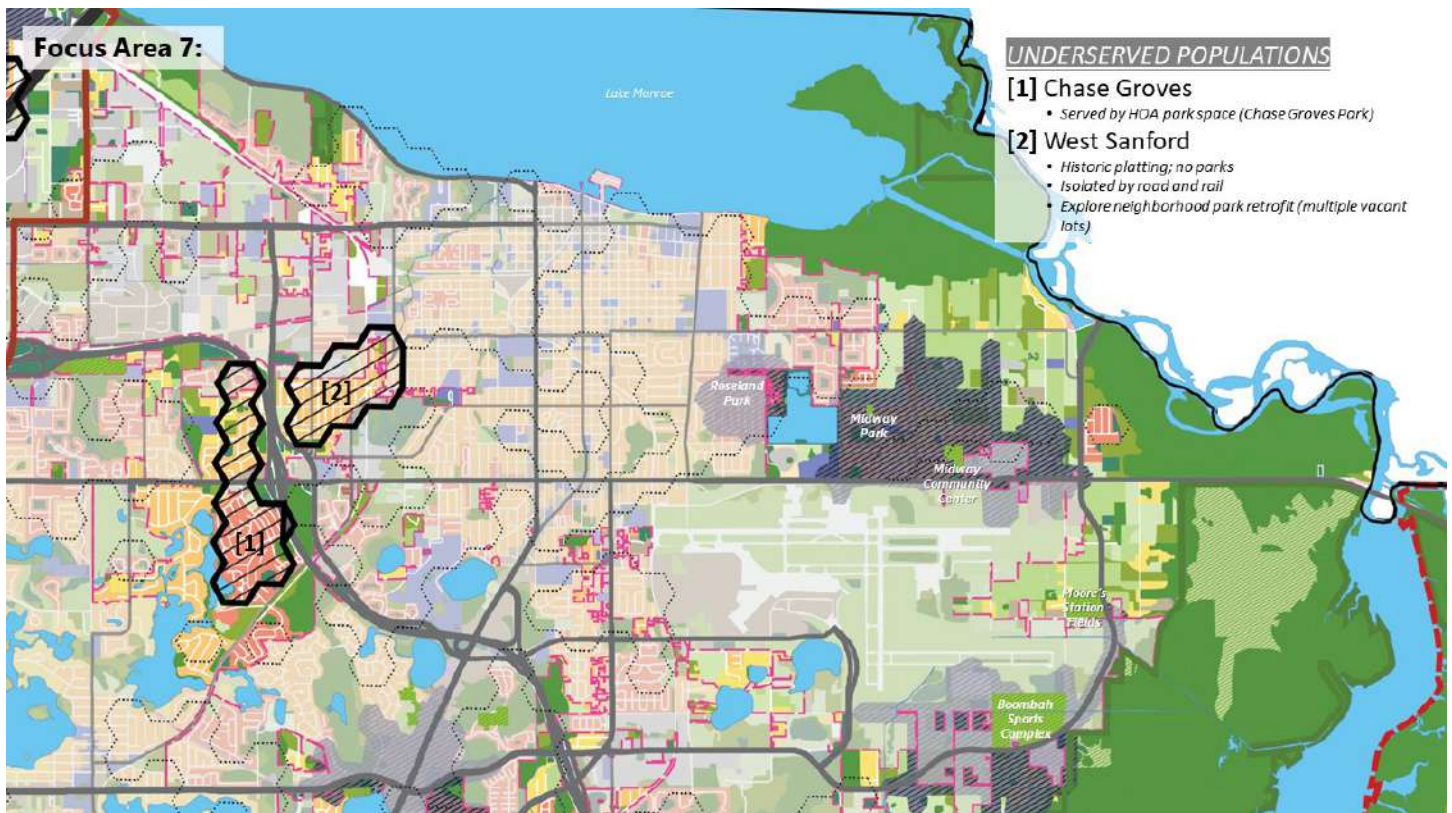 Focus Area 7:
UNDERSERVED POPULATIONS
[1] Chase Groves
• Served by HOA park space (Chase Groves Park)
[2] West Sanford
• Historic platting; no parks
• Isolated by road and rail
• Explore neighborhood park retrofit (multiple vacant
lots)
Lake Monroe
[2]
Roseland
Park
Midway
Park
Midway
Community
Center
[1]
Moore's
Station
Fields
Boombah
Sports
Complex